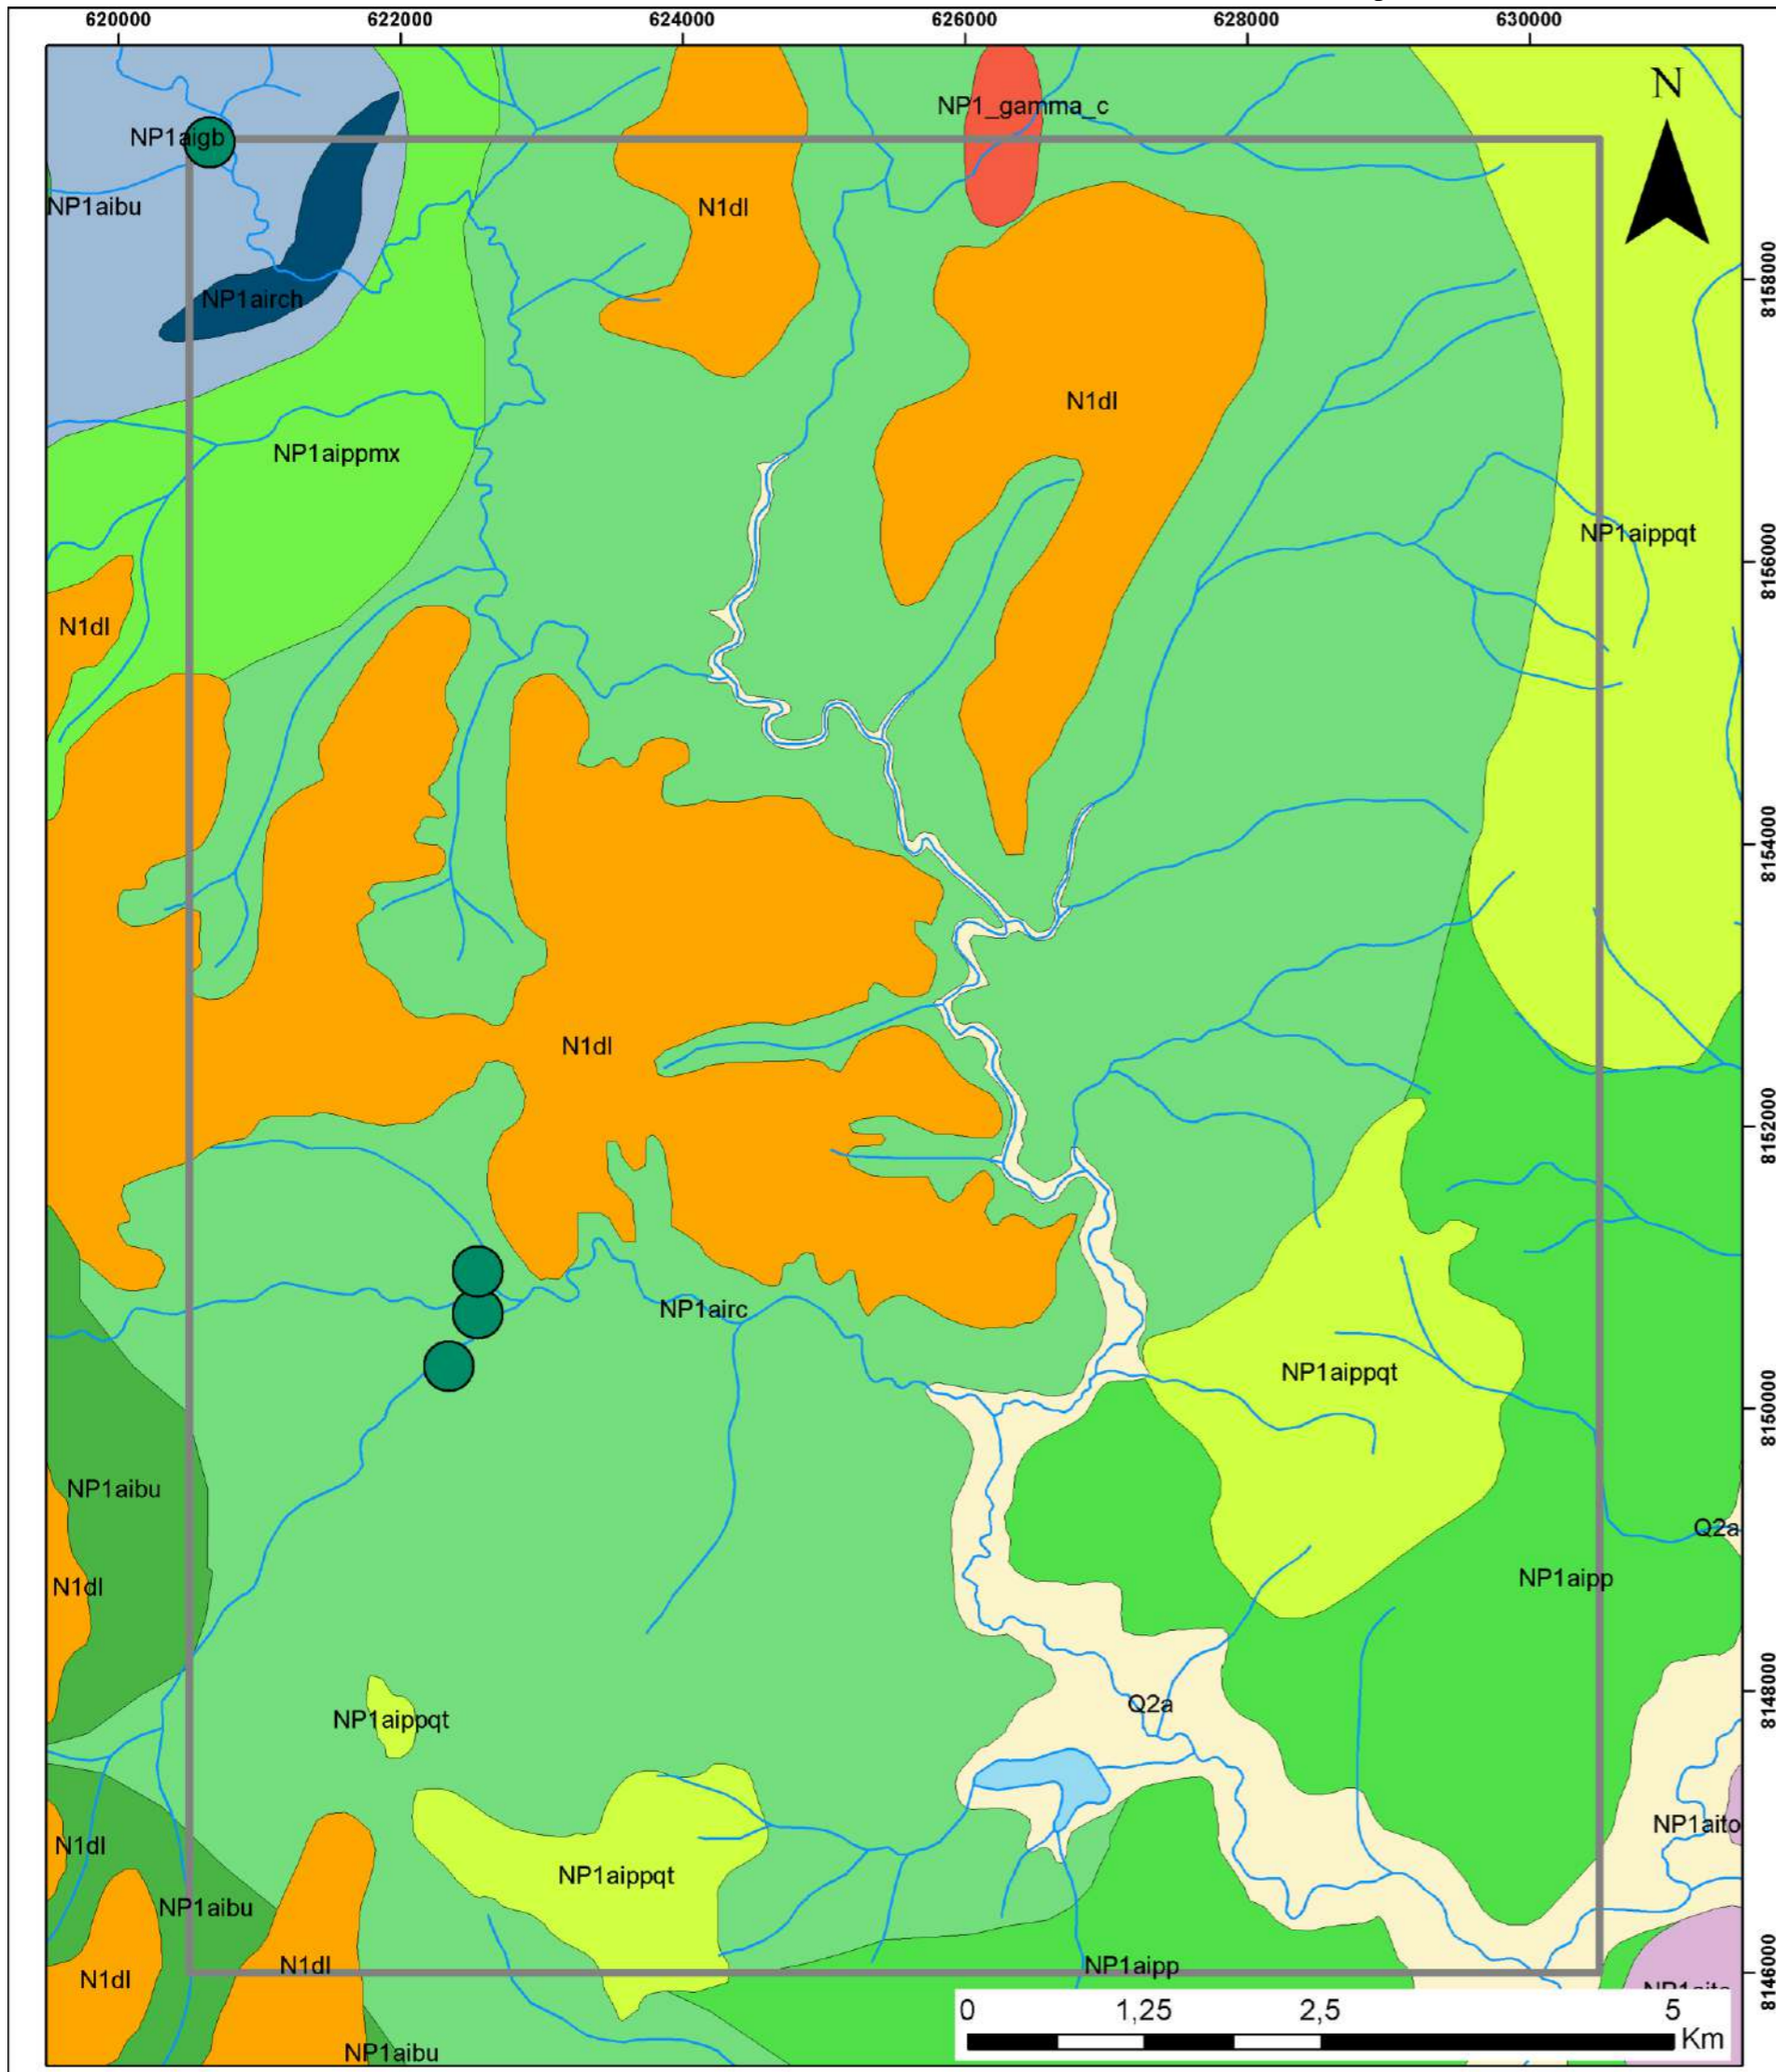 620000
622000
624000
626000
628000
630000
N
NP1_gamma_c
NP1aigb
NP1aibu
N1dl
8158000
NP1airch
N1dl
NP1aippmx
8156000
NP1aippqt
N1dl
8154000
N1dl
8152000
NP1airc
NP1aippqt
8150000
NP1aibu
Q2a
N1dl
NP1aipp
8148000
Q2a
NP1aippqt
NP1aito
N1dl
NP1aippqt
NP1aibu
N1dl
NP1aipp
8146000
N1dl
0
1,25
2,5
5
Km
NP1aibu